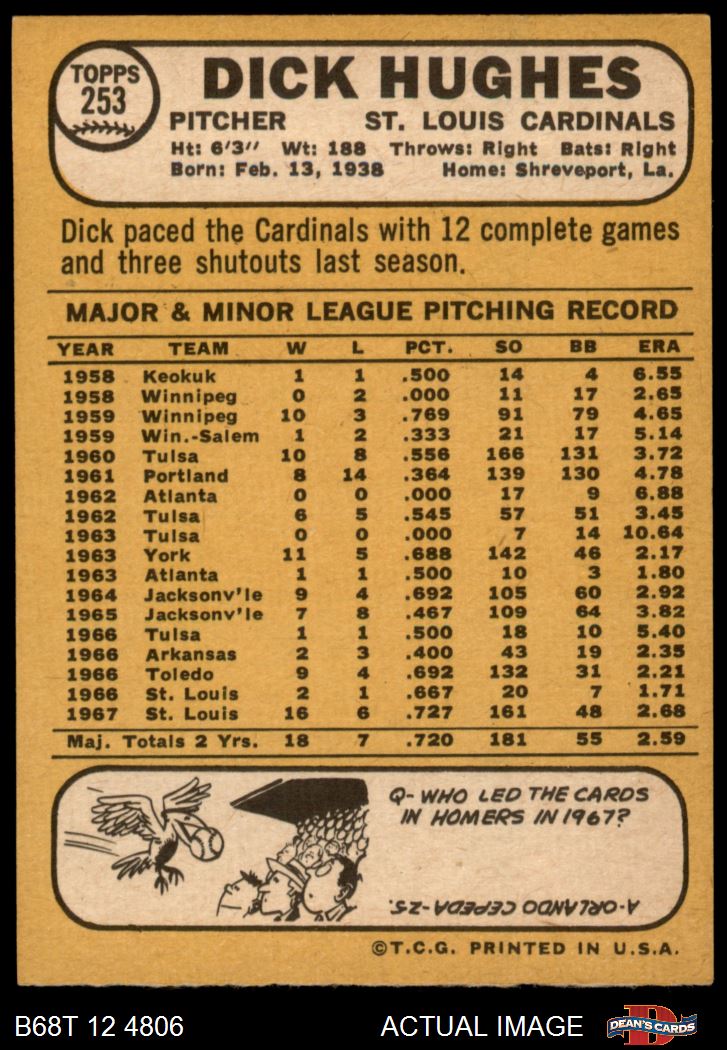 TOPPS
253
DICK HUGHES
PITCHER ST. LOUIS CARDINALS
Ht: 6'3" Wt: 188 Throws: Right Bats: Right
Born: Feb. 13, 1938 Home: Shreveport, La.
Dick paced the Cardinals with 12 complete games
and three shutouts last season.
MAJOR & MINOR LEAGUE PITCHING RECORD
YEAR TEAM W L PCT. SO BB ERA
1958 Keokuk 1 1 .500 14 4 6.55
1958 Winnipeg 0 2 .000 11 17 2.65
1959 Winnipeg 10 3 .769 91 79 4.65
1959 Win.-Salem 1 2 .333 21 17 5.14
1960 Tulsa 10 8 .556 166 131 3.72
1961 Portland 8 14 .364 139 130 4.78
1962 Atlanta 0 0 .000 17 9 6.88
1962 Tulsa 6 5 .545 57 51 3.45
1963 Tulsa 0 0 .000 7 14 10.64
1963 York 11 5 .688 142 46 2.17
1963 Atlanta 1 1 .500 10 3 1.80
1964 Jacksonv'le 9 4 .692 105 60 2.92
1965 Jacksonv'le 7 8 .467 109 64 3.82
1966 Tulsa 1 1 .500 18 10 5.40
1966 Arkansas 2 3 .400 43 19 2.35
1966 Toledo 9 4 .692 132 31 2.21
1966 St. Louis 2 1 .667 20 7 1.71
1967 St. Louis 16 6 .727 161 48 2.68
Maj. Totals 2 Yrs. 18 7 .720 181 55 2.59
Q- WHO LED THE CARDS
IN HOMERS IN 1967?
A-ORLANDO CEPEDA-25.
©T.C.G. PRINTED IN U.S.A.
B68T 12 4806 ACTUAL IMAGE
D
DEAN'S CARDS